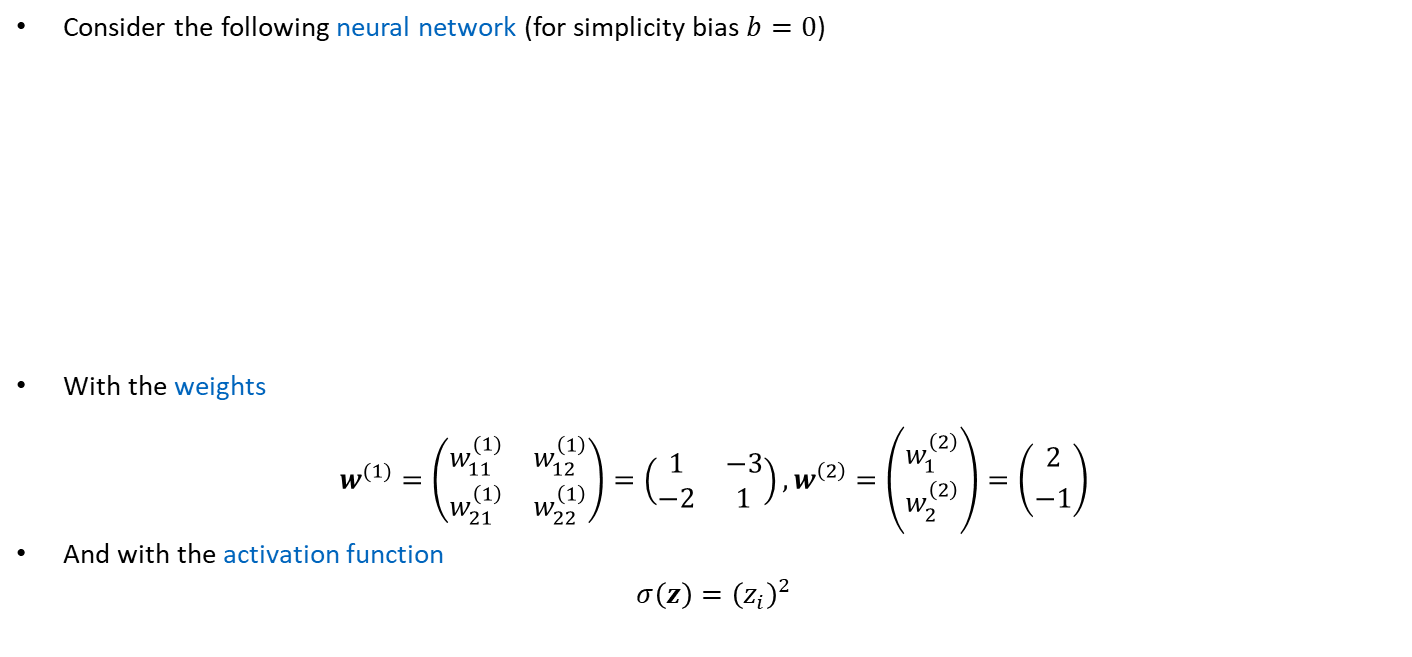 • Consider the following neural network (for simplicity bias b = 0)
• With the weights
w^(1) = (w_11^(1) w_12^(1) w_21^(1) w_22^(1)) = (1 −3 −2 1), w^(2) = (w_1^(2) w_2^(2)) = (2 −1)
• And with the activation function
σ(z) = (z_i)^2